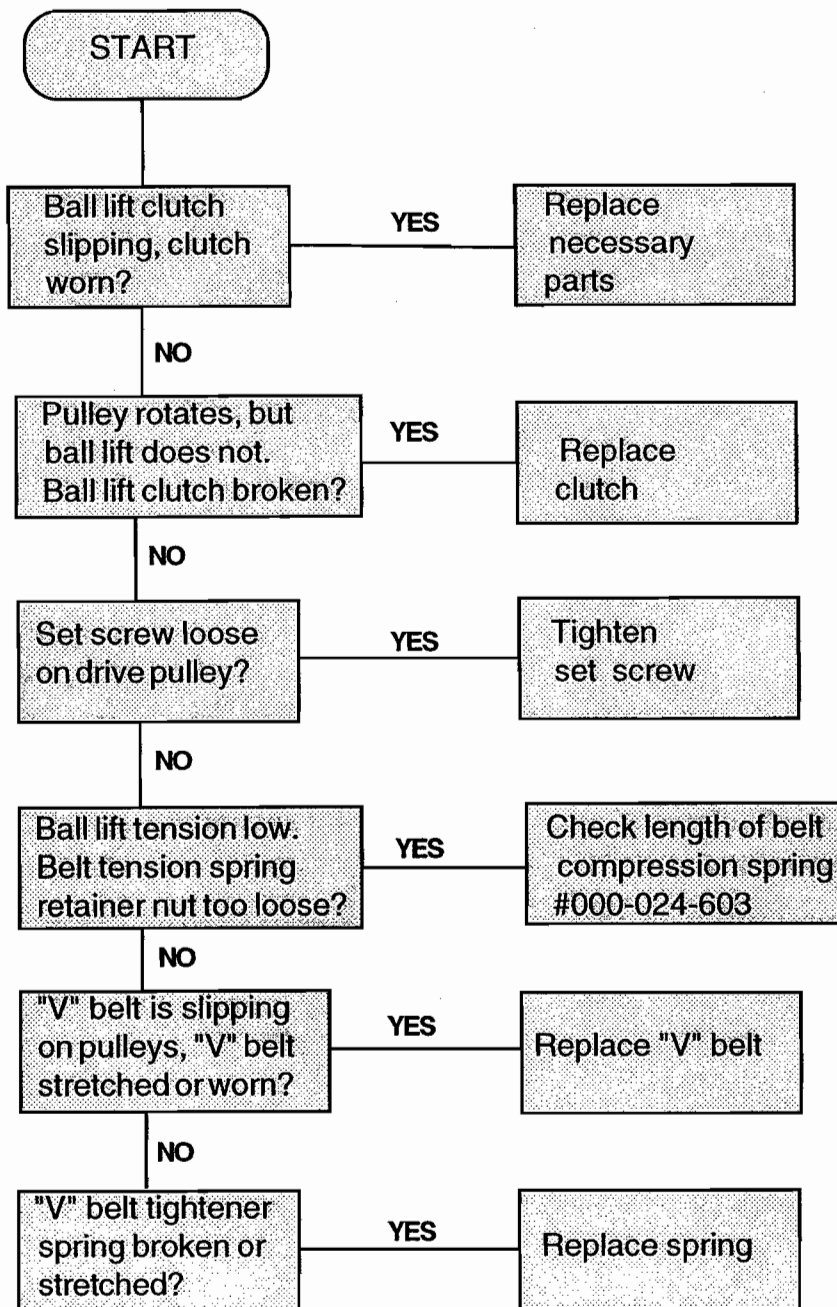 START
Ball lift clutch
slipping, clutch
worn?
YES
Replace
necessary
parts
NO
Pulley rotates, but
ball lift does not.
Ball lift clutch broken?
YES
Replace
clutch
NO
Set screw loose
on drive pulley?
YES
Tighten
set screw
NO
Ball lift tension low.
Belt tension spring
retainer nut too loose?
YES
Check length of belt
compression spring
#000-024-603
NO
"V" belt is slipping
on pulleys, "V" belt
stretched or worn?
YES
Replace "V" belt
NO
"V" belt tightener
spring broken or
stretched?
YES
Replace spring